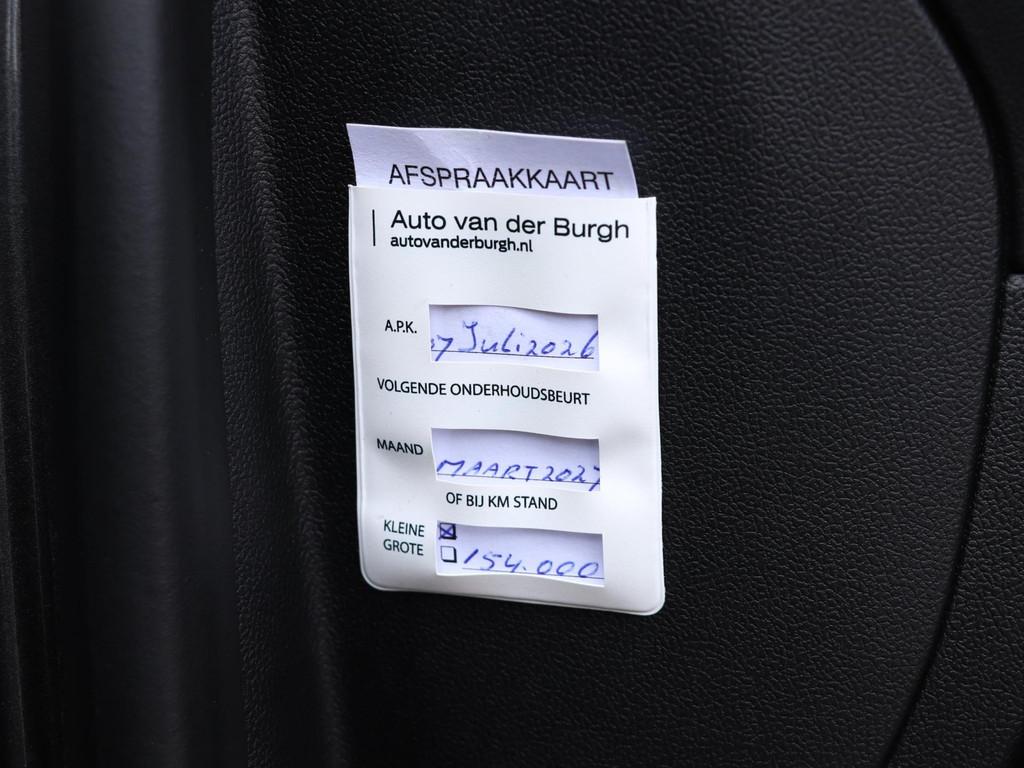 AFSPRAAKKAART
Auto van der Burgh
autovanderburgh.nl
A.P.K. Juli 2026
VOLGENDE ONDERHOUDSBEURT
MAAND MAART 2027
OF BIJ KM STAND
KLEINE
GROTE 154.000